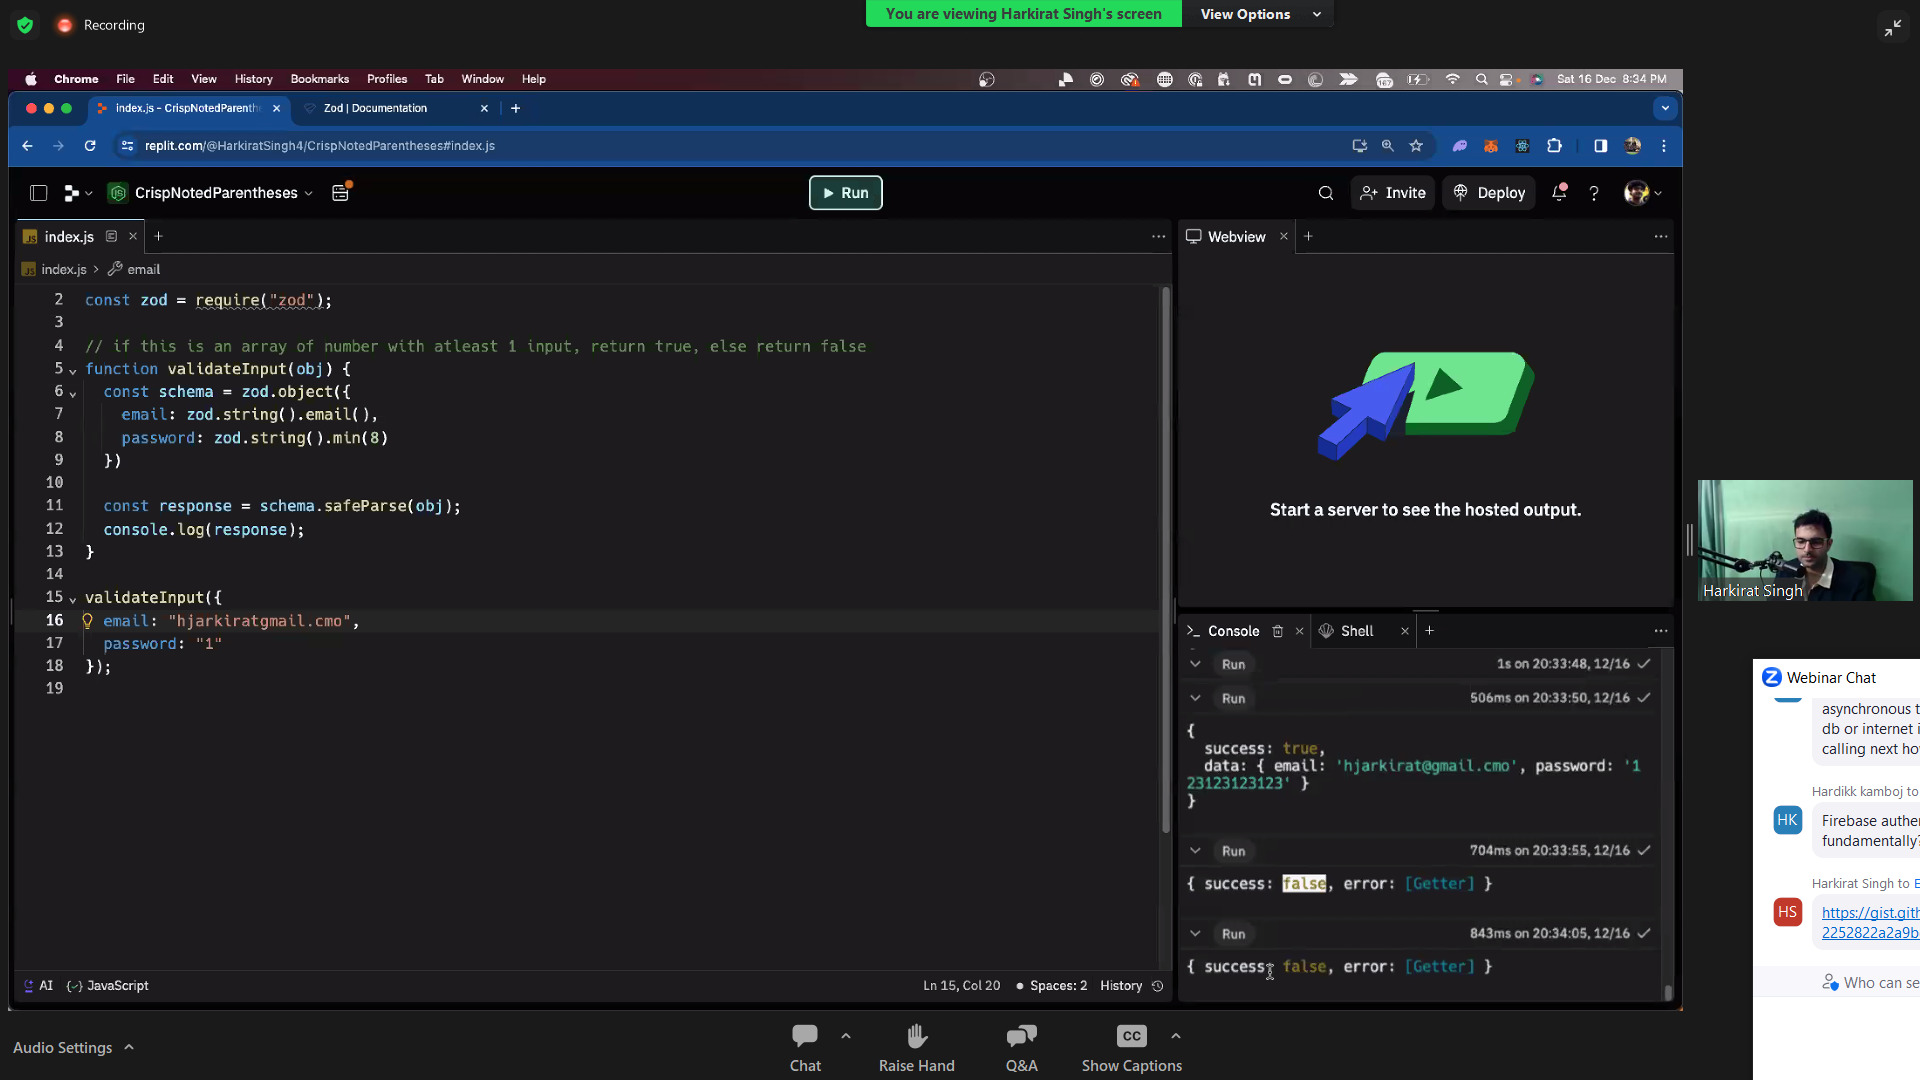 Recording
You are viewing Harkirat Singh's screen
View Options
Chrome File Edit View History Bookmarks Profiles Tab Window Help
167
Sat 16 Dec 8:34 PM
index.js - CrispNotedParenth
Zod | Documentation
replit.com/@HarkiratSingh4/CrispNotedParentheses#index.js
CrispNotedParentheses
Run
Invite
Deploy
JS index.js
JS index.js > email
2 const zod = require("zod");
3
4 // if this is an array of number with atleast 1 input, return true, else return false
5 function validateInput(obj) {
6 const schema = zod.object({
7 email: zod.string().email(),
8 password: zod.string().min(8)
9 })
10
11 const response = schema.safeParse(obj);
12 console.log(response);
13 }
14
15 validateInput({
16 email: "hjarkiratgmail.cmo",
17 password: "1"
18 });
19
AI {} JavaScript
Ln 15, Col 20 Spaces: 2 History
Webview
Start a server to see the hosted output.
Console
Shell
Run 1s on 20:33:48, 12/16
Run 506ms on 20:33:50, 12/16
{
success: true,
data: { email: 'hjarkirat@gmail.cmo', password: '1
23123123123' }
}
Run 704ms on 20:33:55, 12/16
{ success: false, error: [Getter] }
Run 843ms on 20:34:05, 12/16
{ success: false, error: [Getter] }
Harkirat Singh
Webinar Chat
asynchronous t
db or internet i
calling next ho
Hardikk kamboj to
HK
Firebase authe
fundamentally?
Harkirat Singh to E
HS
https://gist.gith
2252822a2a9b
Who can se
Audio Settings
Chat
Raise Hand
Q&A
CC
Show Captions